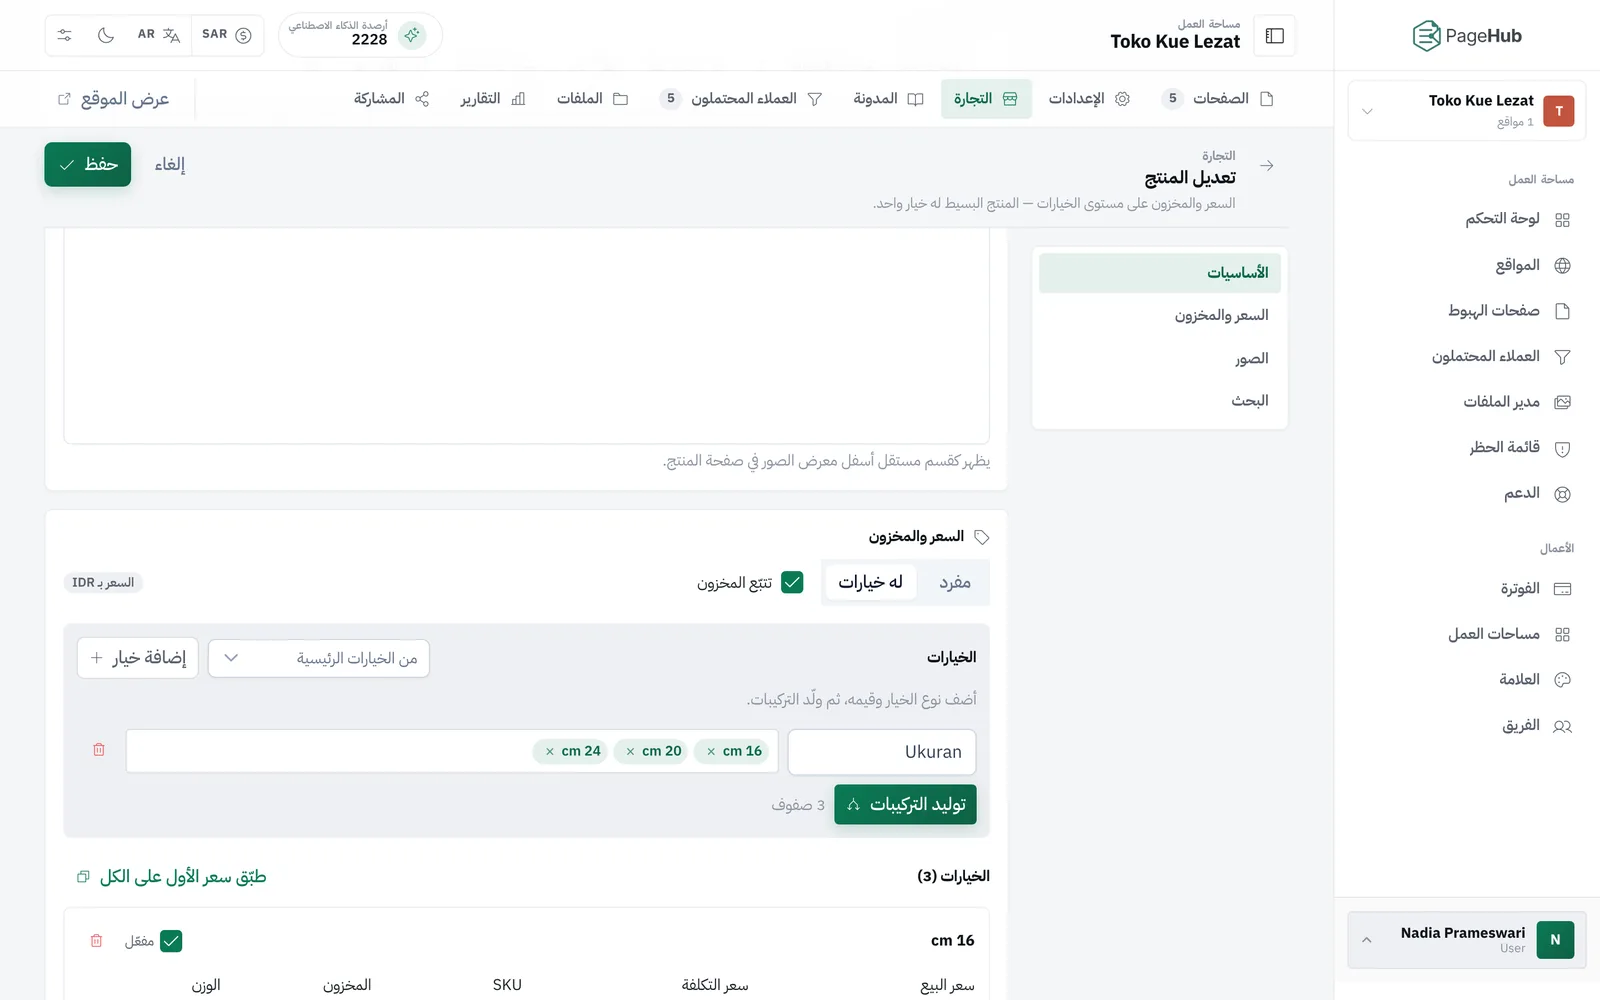 PageHub
Toko Kue Lezat
1 مواقع
T
مساحة العمل
لوحة التحكم
المواقع
صفحات الهبوط
العملاء المحتملون
مدير الملفات
قائمة الحظر
الدعم
الأعمال
الفوترة
مساحات العمل
العلامة
الفريق
Nadia Prameswari
User
N
مساحة العمل
Toko Kue Lezat
أرصدة الذكاء الاصطناعي
2228
SAR
AR
الصفحات 5
الإعدادات
التجارة
المدونة
العملاء المحتملون 5
الملفات
التقارير
المشاركة
عرض الموقع
التجارة
تعديل المنتج
السعر والمخزون على مستوى الخيارات — المنتج البسيط له خيار واحد.
إلغاء
حفظ
الأساسيات
السعر والمخزون
الصور
البحث
يظهر كقسم مستقل أسفل معرض الصور في صفحة المنتج.
السعر والمخزون
مفرد
له خيارات
تتبّع المخزون
السعر بـ IDR
الخيارات
من الخيارات الرئيسية
إضافة خيار
أضف نوع الخيار وقيمه، ثم ولّد التركيبات.
Ukuran
16 cm ×
20 cm ×
24 cm ×
توليد التركيبات
3 صفوف
الخيارات (3)
طبّق سعر الأول على الكل
16 cm
مفعّل
سعر البيع
سعر التكلفة
SKU
المخزون
الوزن